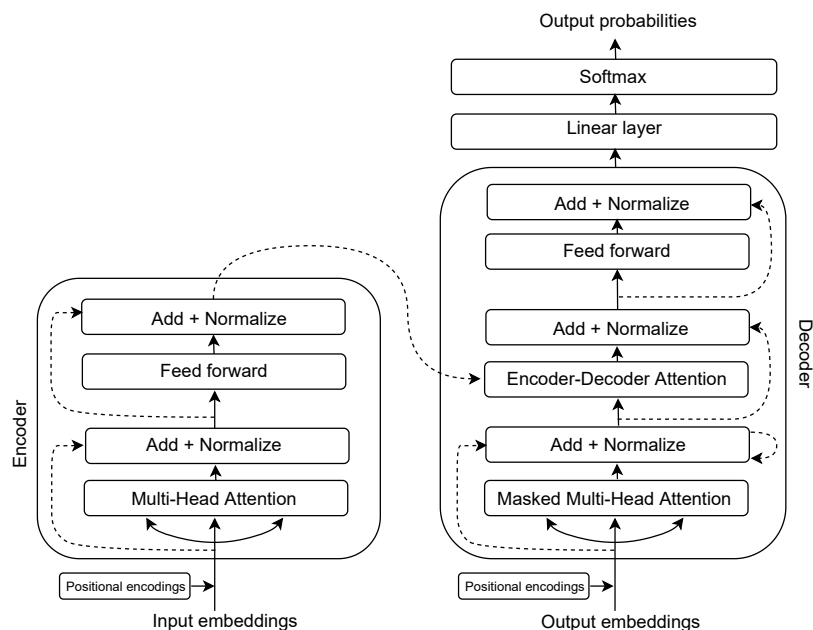 Output probabilities
Softmax
Linear layer
Add + Normalize
Feed forward
Add + Normalize
Encoder-Decoder Attention
Add + Normalize
Masked Multi-Head Attention
Decoder
Positional encodings
Output embeddings
Add + Normalize
Feed forward
Add + Normalize
Multi-Head Attention
Encoder
Positional encodings
Input embeddings